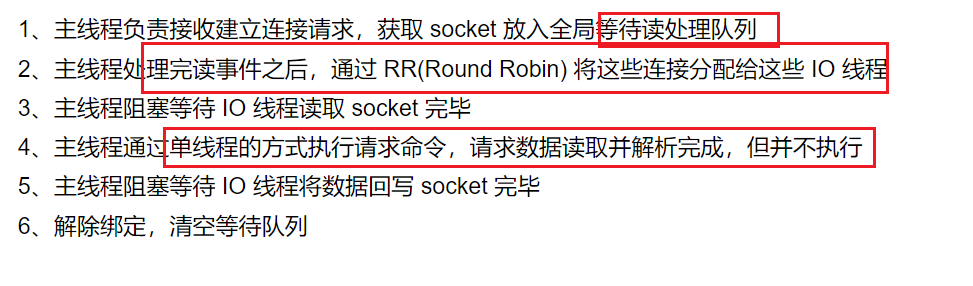 1、主线程负责接收建立连接请求，获取 socket 放入全局等待读处理队列
2、主线程处理完读事件之后，通过 RR(Round Robin) 将这些连接分配给这些 IO 线程
3、主线程阻塞等待 IO 线程读取 socket 完毕
4、主线程通过单线程的方式执行请求命令，请求数据读取并解析完成，但并不执行
5、主线程阻塞等待 IO 线程将数据回写 socket 完毕
6、解除绑定，清空等待队列